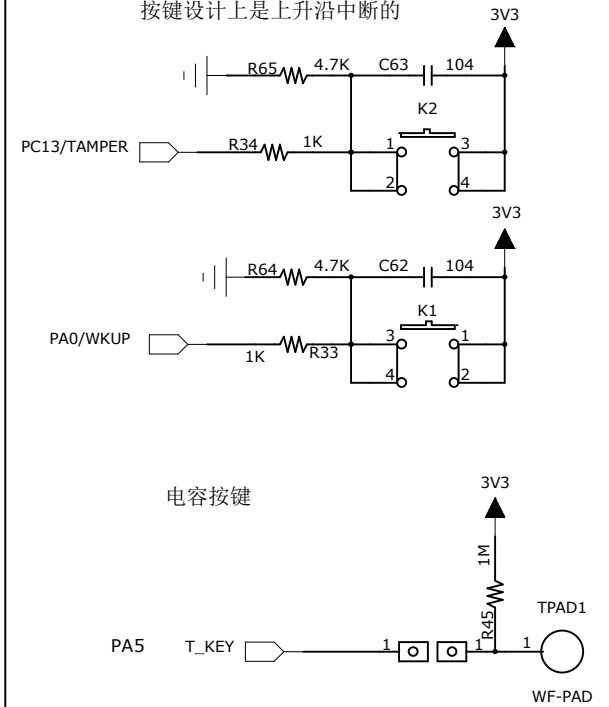 按键设计上是上升沿中断的
3V3
R65 4.7K C63 104
K2
PC13/TAMPER R34 1K 1 3
2 4
3V3
R64 4.7K C62 104
K1
PA0/WKUP 1K R33 3 1
4 2
电容按键
3V3
1M
R45
TPAD1
PA5 T_KEY 1 1 1
WF-PAD